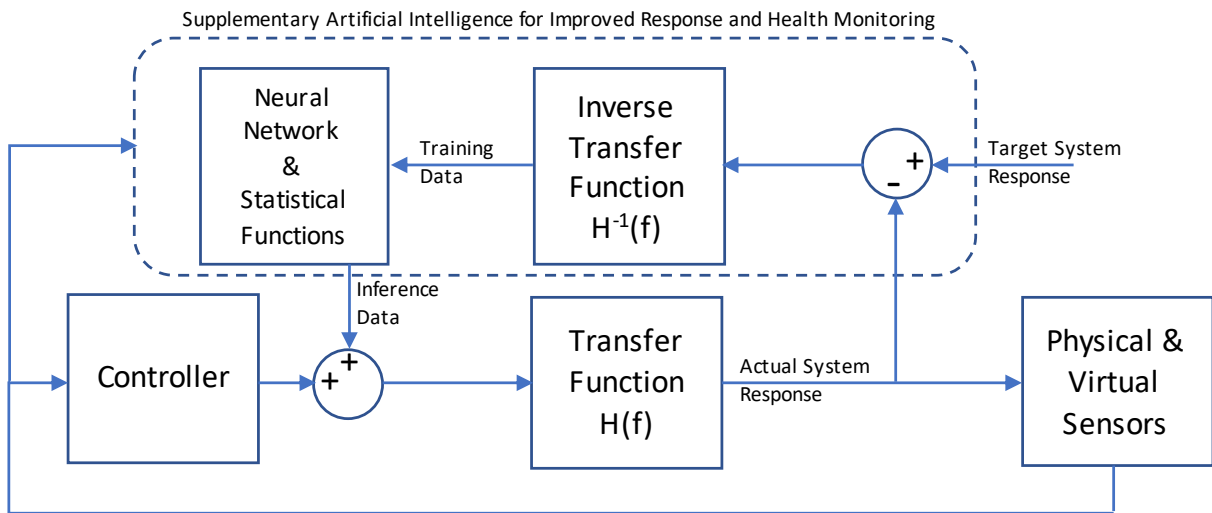 Supplementary Artificial Intelligence for Improved Response and Health Monitoring
Neural
Network
&
Statistical
Functions
Training
Data
Inverse
Transfer
Function
H⁻¹(f)
+
-
Target System
Response
Inference
Data
Controller
+
+
Transfer
Function
H(f)
Actual System
Response
Physical &
Virtual
Sensors